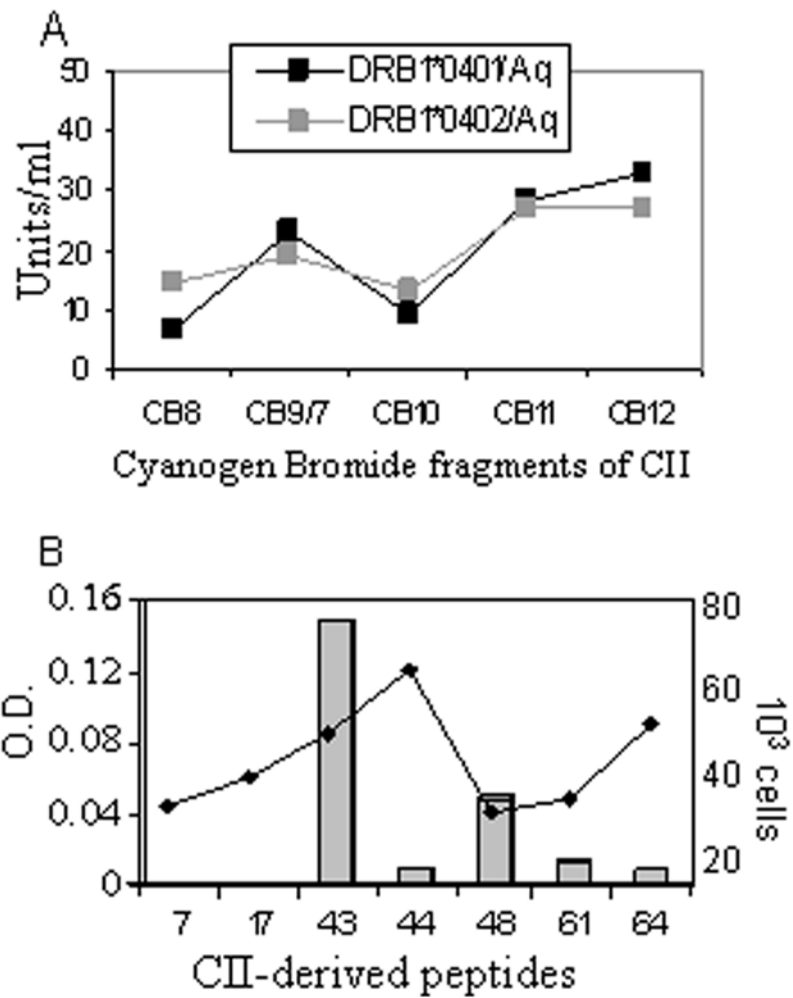 A
DRB1*0401/Aq
DRB1*0402/Aq
50
40
30
20
10
0
Units/ml
CB8 CB9/7 CB10 CB11 CB12
Cyanogen Bromide fragments of CII
B
0.16
0.12
0.08
0.04
0
O.D.
80
60
40
20
10³ cells
7 17 43 44 48 61 64
CII-derived peptides